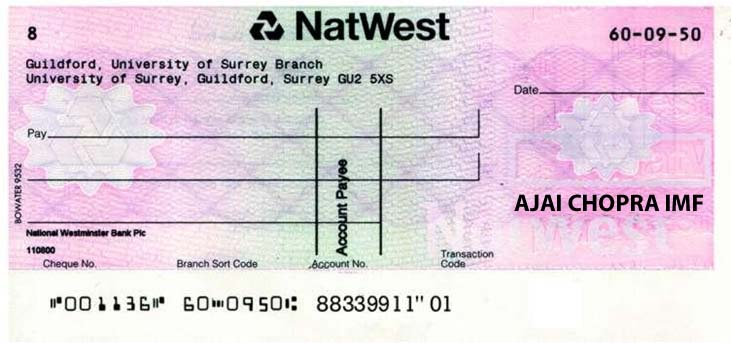 8
NatWest
60-09-50
Guildford, University of Surrey Branch
University of Surrey, Guildford, Surrey GU2 5XS
Date
Pay
Account Payee
BOWATER 9532
AJAI CHOPRA IMF
NatWest
National Westminster Bank Plc
110800
Cheque No.
Branch Sort Code
Account No.
Transaction
Code
⑈001136⑈ 60⑉0950⑆ 88339911" 01